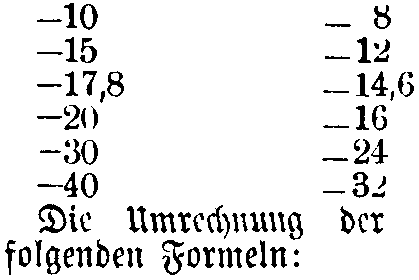 —10 — 8
—15 —12
—17,8 —14,6
—20 —16
—30 —24
—40 —32
Die Umrechnung der
folgenden Formeln: